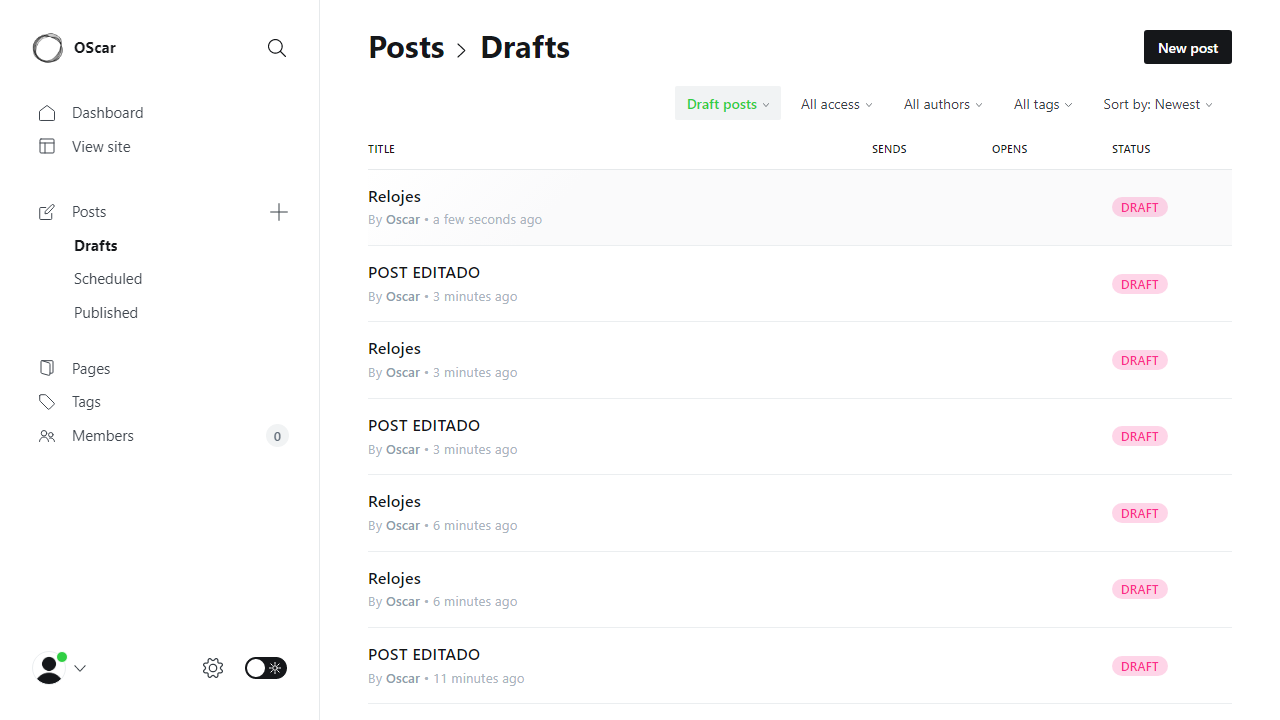 OScar
Dashboard
View site
Posts
Drafts
Scheduled
Published
Pages
Tags
Members 0
Posts Drafts
New post
Draft posts All access All authors All tags Sort by: Newest
TITLE SENDS OPENS STATUS
Relojes
By Oscar • a few seconds ago
DRAFT
POST EDITADO
By Oscar • 3 minutes ago
DRAFT
Relojes
By Oscar • 3 minutes ago
DRAFT
POST EDITADO
By Oscar • 3 minutes ago
DRAFT
Relojes
By Oscar • 6 minutes ago
DRAFT
Relojes
By Oscar • 6 minutes ago
DRAFT
POST EDITADO
By Oscar • 11 minutes ago
DRAFT